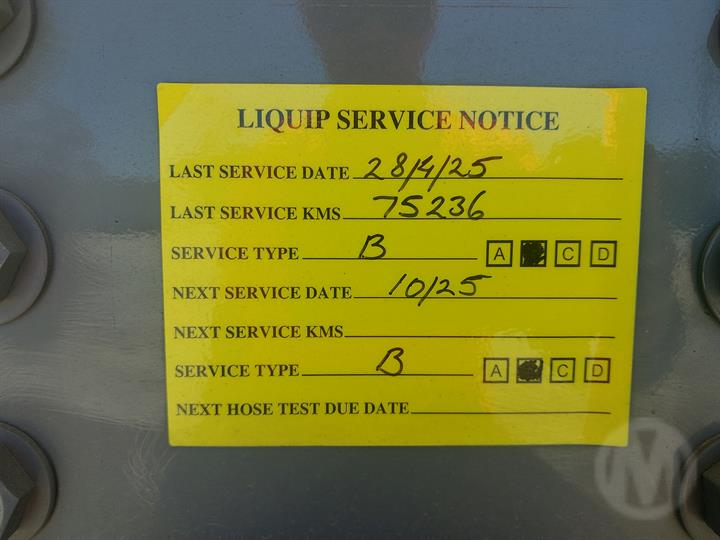 LIQUIP SERVICE NOTICE
LAST SERVICE DATE 28/4/25
LAST SERVICE KMS 75236
SERVICE TYPE B A C D
NEXT SERVICE DATE 10/25
NEXT SERVICE KMS
SERVICE TYPE B A C D
NEXT HOSE TEST DUE DATE
M